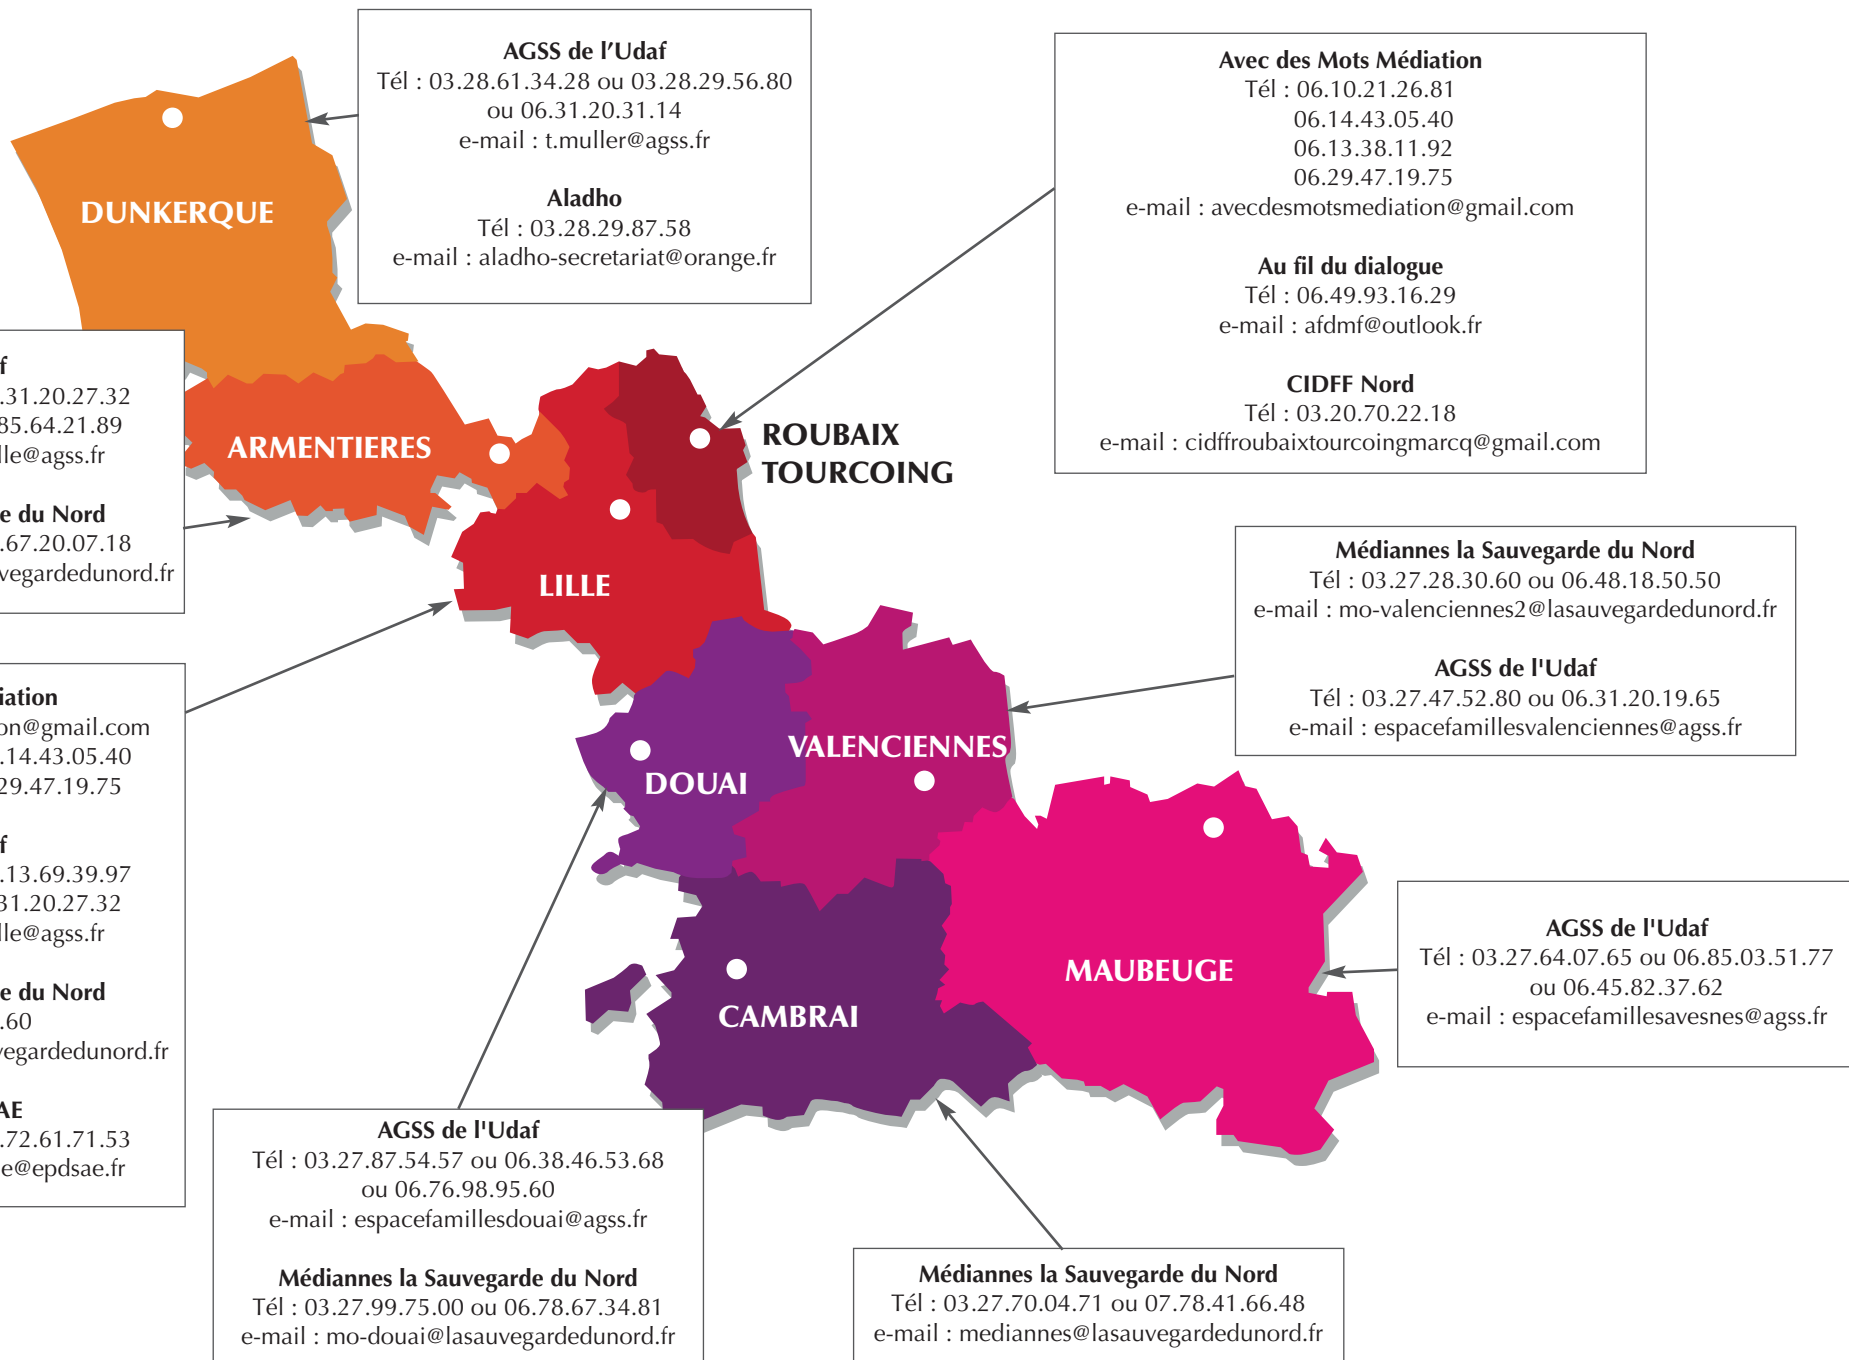 AGSS de l’Udaf
Tél : 03.28.61.34.28 ou 03.28.29.56.80
ou 06.31.20.31.14
e-mail : t.muller@agss.fr
Aladho
Tél : 03.28.29.87.58
e-mail : aladho-secretariat@orange.fr
Avec des Mots Médiation
Tél : 06.10.21.26.81
06.14.43.05.40
06.13.38.11.92
06.29.47.19.75
e-mail : avecdesmotsmediation@gmail.com
Au fil du dialogue
Tél : 06.49.93.16.29
e-mail : afdmf@outlook.fr
CIDFF Nord
Tél : 03.20.70.22.18
e-mail : cidffroubaixtourcoingmarcq@gmail.com
DUNKERQUE
ARMENTIERES
ROUBAIX
TOURCOING
LILLE
DOUAI
VALENCIENNES
CAMBRAI
MAUBEUGE
f
.31.20.27.32
85.64.21.89
lle@agss.fr
e du Nord
.67.20.07.18
vegardedunord.fr
iation
on@gmail.com
.14.43.05.40
29.47.19.75
f
.13.69.39.97
31.20.27.32
lle@agss.fr
e du Nord
.60
vegardedunord.fr
AE
.72.61.71.53
e@epdsae.fr
Médiannes la Sauvegarde du Nord
Tél : 03.27.28.30.60 ou 06.48.18.50.50
e-mail : mo-valenciennes2@lasauvegardedunord.fr
AGSS de l'Udaf
Tél : 03.27.47.52.80 ou 06.31.20.19.65
e-mail : espacefamillesvalenciennes@agss.fr
AGSS de l'Udaf
Tél : 03.27.64.07.65 ou 06.85.03.51.77
ou 06.45.82.37.62
e-mail : espacefamillesavesnes@agss.fr
AGSS de l'Udaf
Tél : 03.27.87.54.57 ou 06.38.46.53.68
ou 06.76.98.95.60
e-mail : espacefamillesdouai@agss.fr
Médiannes la Sauvegarde du Nord
Tél : 03.27.99.75.00 ou 06.78.67.34.81
e-mail : mo-douai@lasauvegardedunord.fr
Médiannes la Sauvegarde du Nord
Tél : 03.27.70.04.71 ou 07.78.41.66.48
e-mail : mediannes@lasauvegardedunord.fr